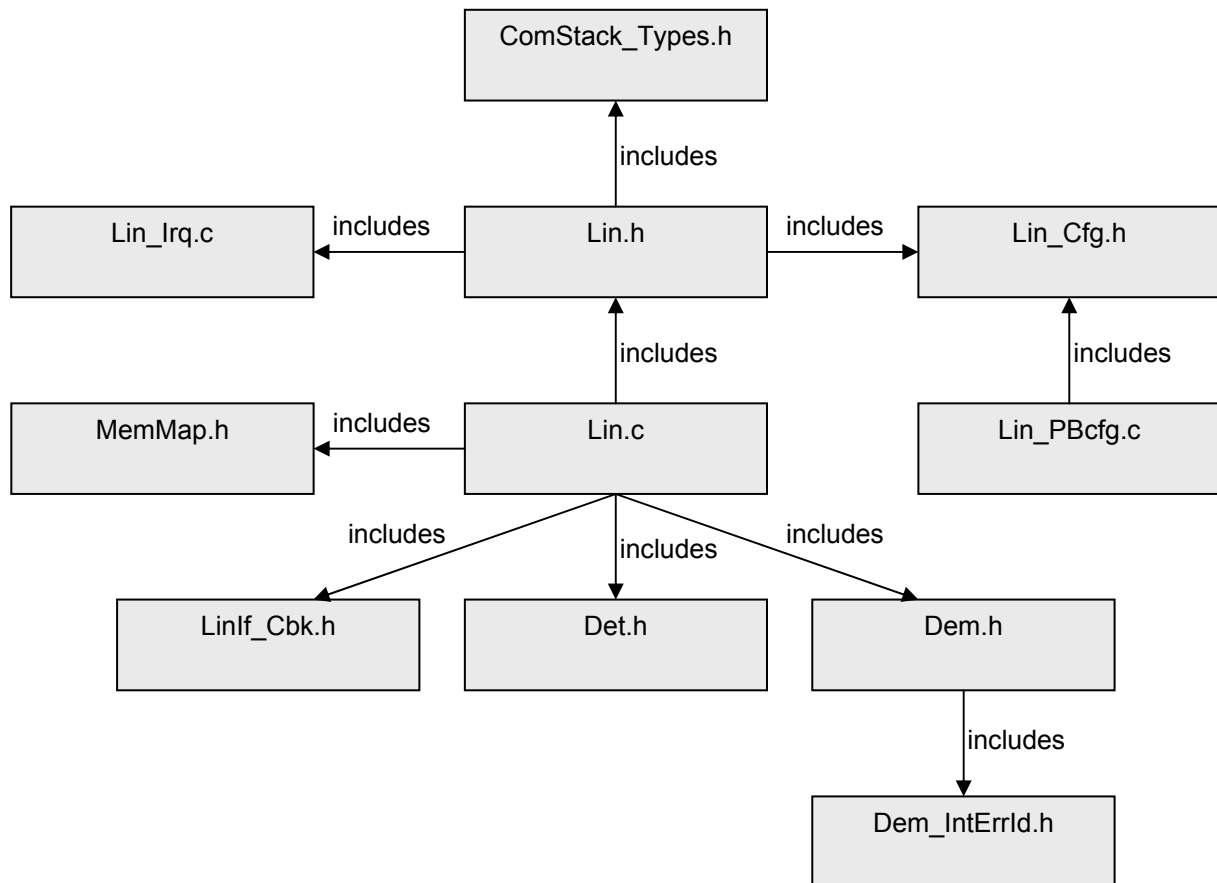 ComStack_Types.h
includes
Lin_Irq.c
includes
Lin.h
includes
Lin_Cfg.h
includes
includes
MemMap.h
includes
Lin.c
Lin_PBcfg.c
includes
includes
includes
LinIf_Cbk.h
Det.h
Dem.h
includes
Dem_IntErrId.h